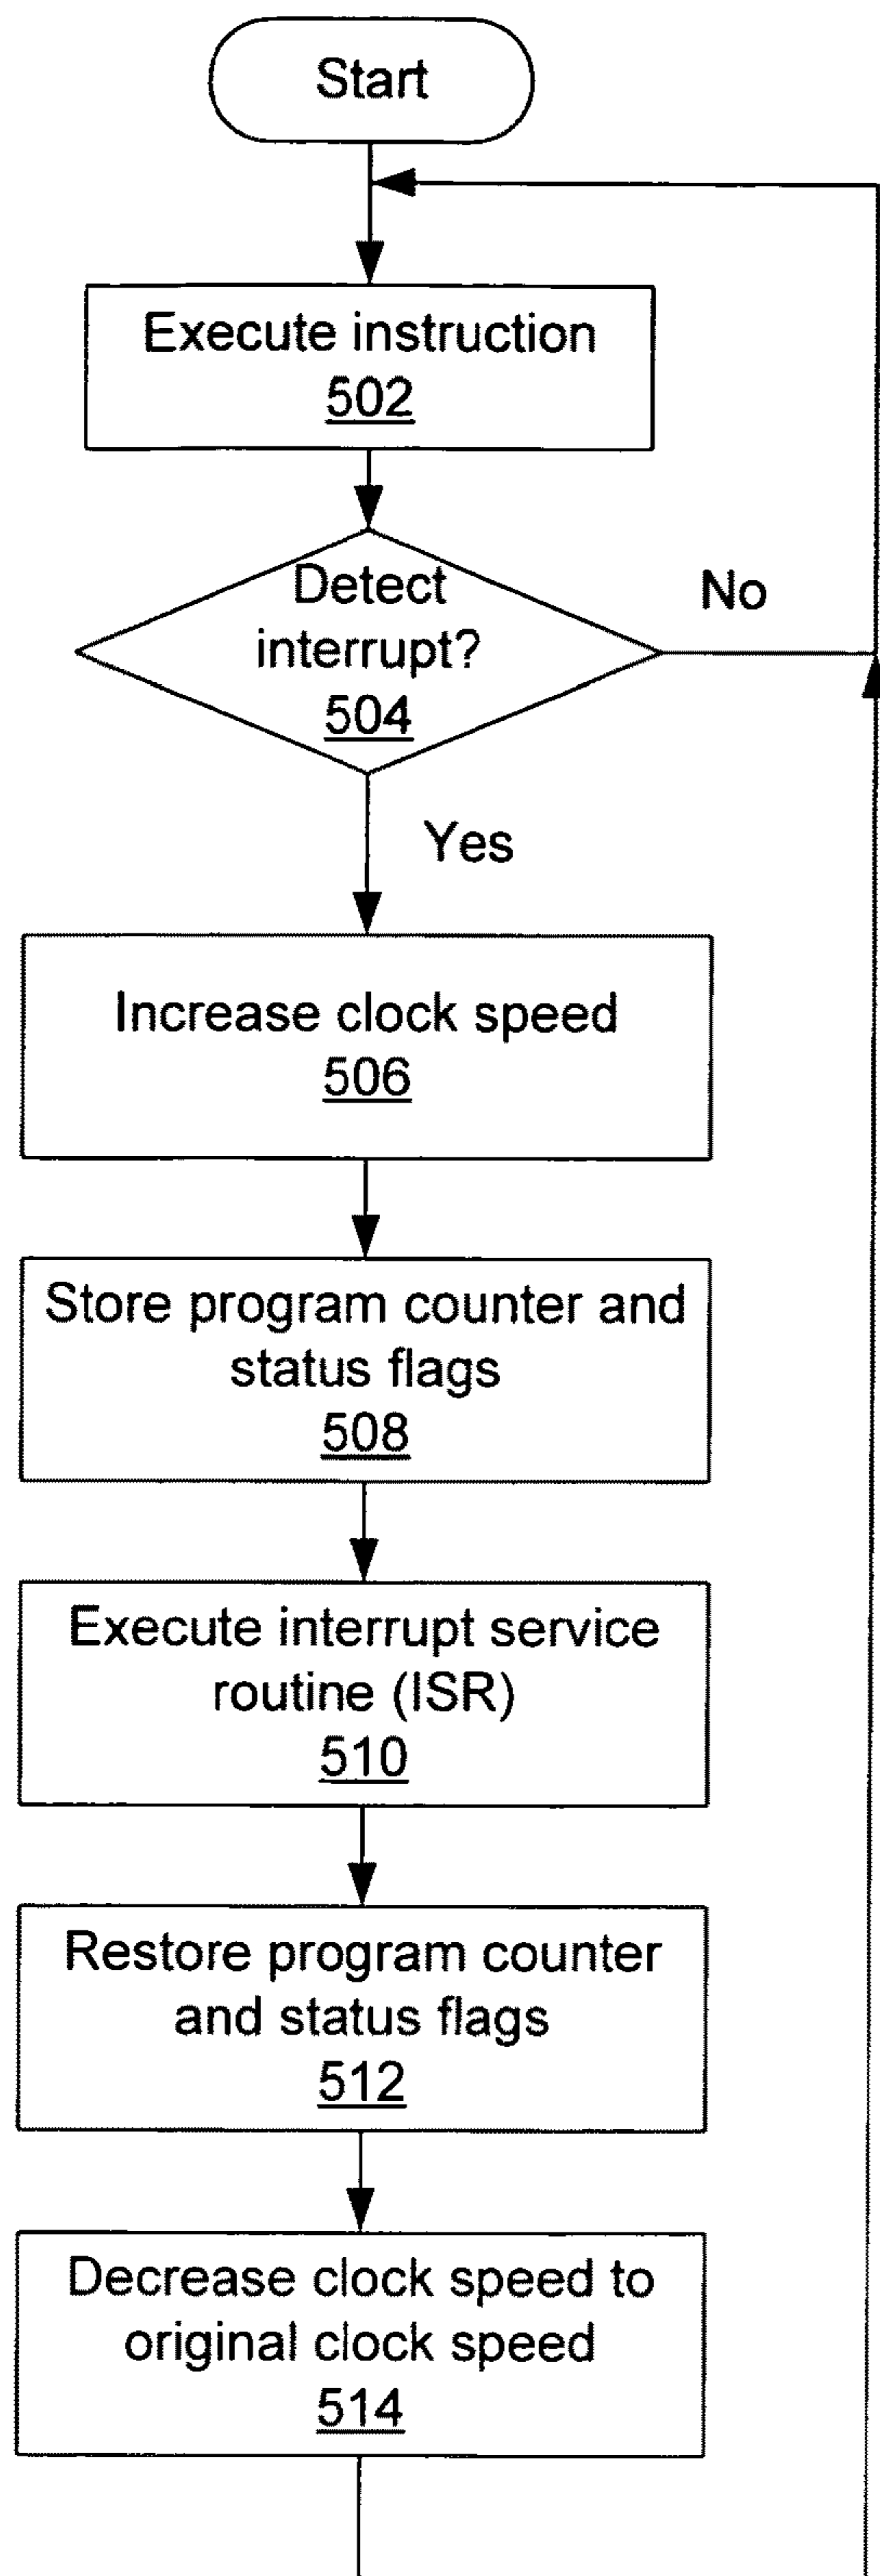 Start
Execute instruction
502
Detect
interrupt?
504
No
Yes
Increase clock speed
506
Store program counter and
status flags
508
Execute interrupt service
routine (ISR)
510
Restore program counter
and status flags
512
Decrease clock speed to
original clock speed
514